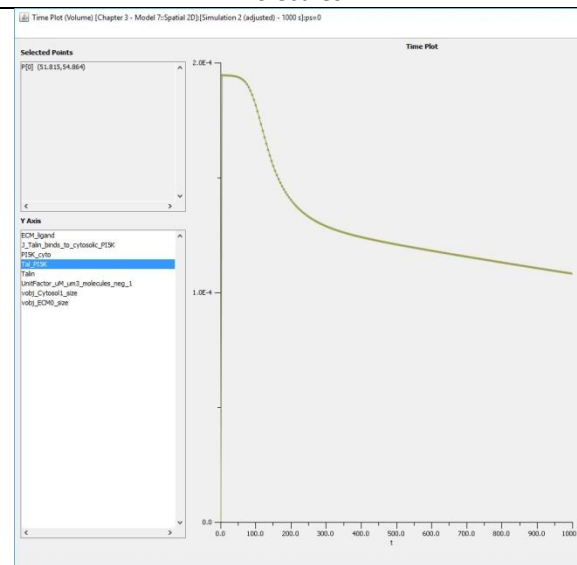 Time Plot (Volume) [Chapter 3 - Model 7::Spatial 2D]:[Simulation 2 (adjusted) - 1000 s]:ps=0
Selected Points
P[0] (51.815,54.864)
Y Axis
ECM_ligand
J_Talin_binds_to_cytosolic_PI5K
PI5K_cyto
Tal_PI5K
Talin
UnitFactor_uM_um3_molecules_neg_1
vobj_Cytosol1_size
vobj_ECM0_size
Time Plot
2.0E-4
1.0E-4
0.0
0.0 100.0 200.0 300.0 400.0 500.0 600.0 700.0 800.0 900.0 1000
t